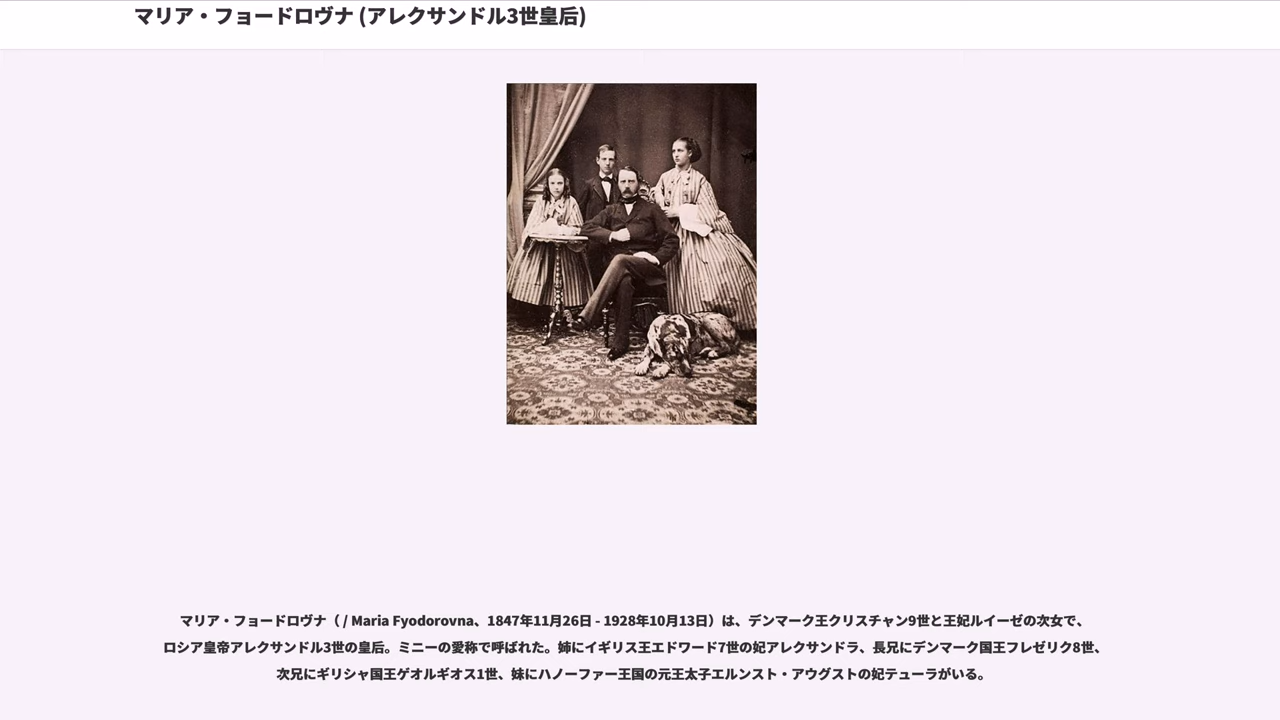 マリア・フョードロヴナ (アレクサンドル3世皇后)
マリア・フョードロヴナ（ / Maria Fyodorovna、1847年11月26日 - 1928年10月13日）は、デンマーク王クリスチャン9世と王妃ルイーゼの次女で、
ロシア皇帝アレクサンドル3世の皇后。ミニーの愛称で呼ばれた。姉にイギリス王エドワード7世の妃アレクサンドラ、長兄にデンマーク国王フレゼリク8世、
次兄にギリシャ国王ゲオルギオス1世、妹にハノーファー王国の元王太子エルンスト・アウグストの妃テューラがいる。